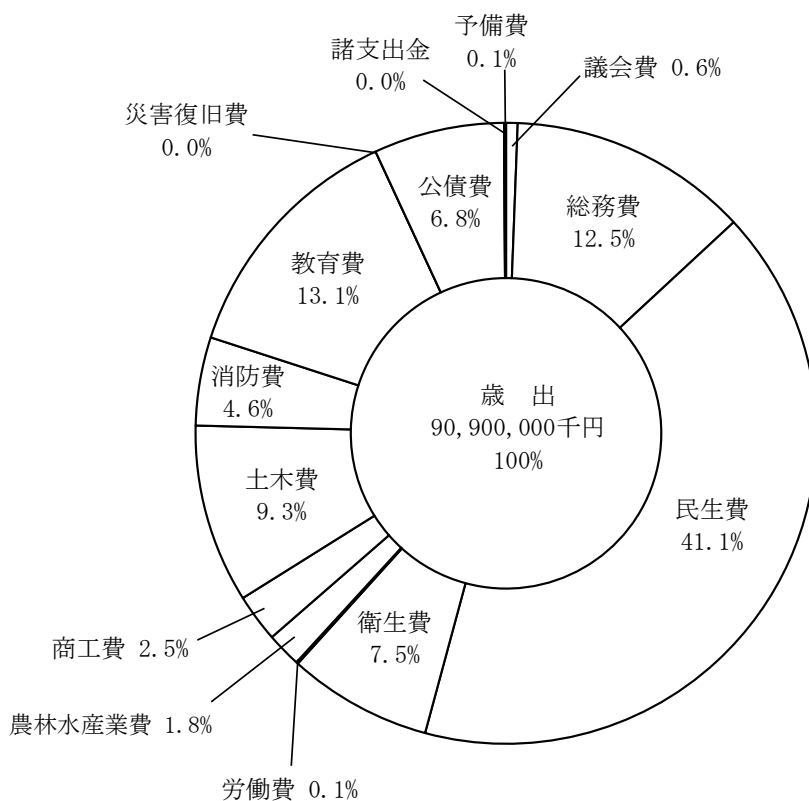 予備費
0.1%
諸支出金
0.0%
議会費 0.6%
災害復旧費
0.0%
公債費
6.8%
総務費
12.5%
教育費
13.1%
消防費
4.6%
歳 出
90,900,000千円
100%
土木費
9.3%
民生費
41.1%
衛生費
7.5%
商工費 2.5%
農林水産業費 1.8%
労働費 0.1%